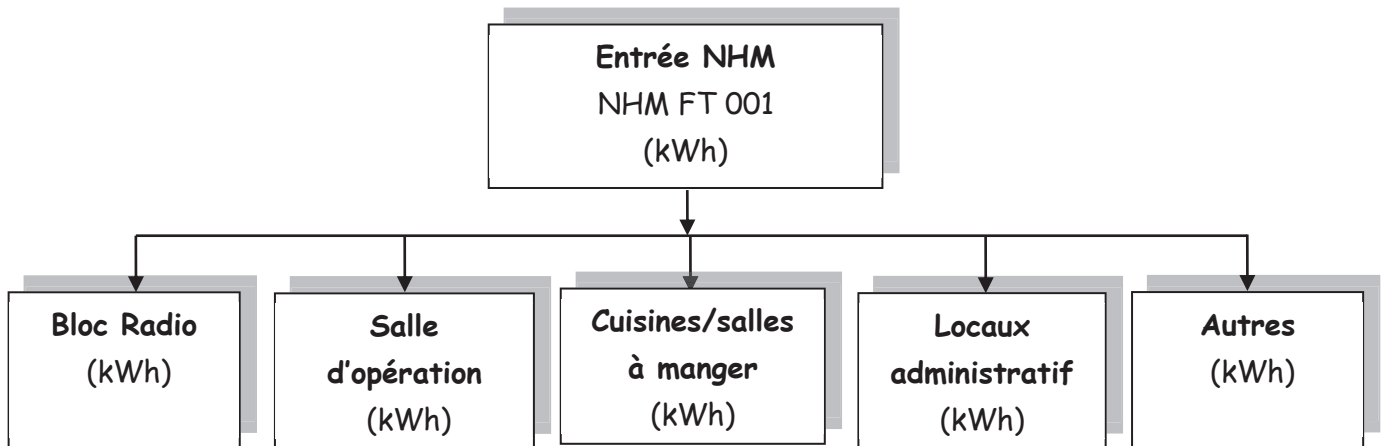 Entrée NHM
NHM FT 001
(kWh)
Bloc Radio
(kWh)
Salle
d'opération
(kWh)
Cuisines/salles
à manger
(kWh)
Locaux
administratif
(kWh)
Autres
(kWh)